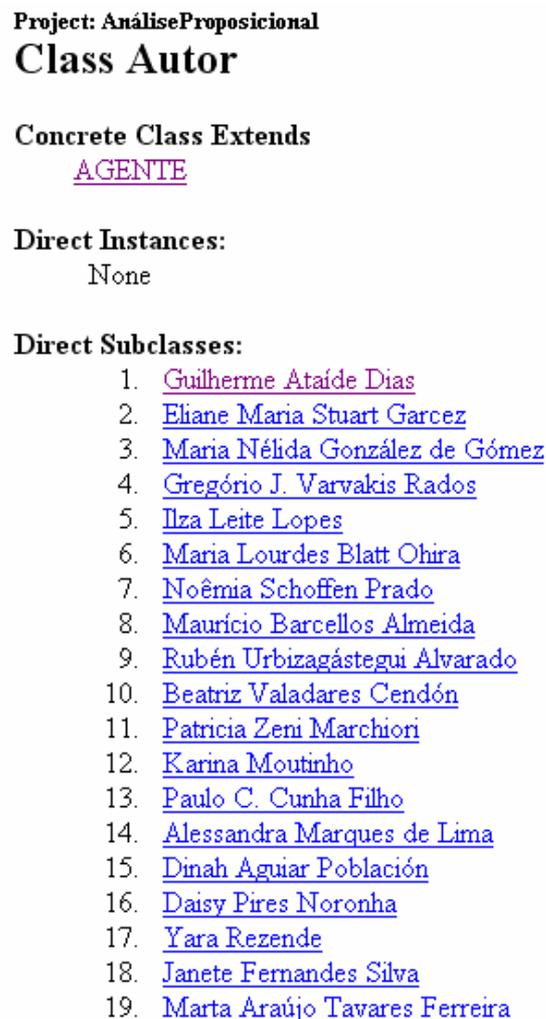 Project: AnáliseProposicional
Class Autor
Concrete Class Extends
AGENTE
Direct Instances:
None
Direct Subclasses:
1. Guilherme Ataíde Dias
2. Eliane Maria Stuart Garcez
3. Maria Nélida González de Gómez
4. Gregório J. Varvakis Rados
5. Ilza Leite Lopes
6. Maria Lourdes Blatt Ohira
7. Noêmia Schoffen Prado
8. Maurício Barcellos Almeida
9. Rubén Urbizagástegui Alvarado
10. Beatriz Valadares Cendón
11. Patricia Zeni Marchiori
12. Karina Moutinho
13. Paulo C. Cunha Filho
14. Alessandra Marques de Lima
15. Dinah Aguiar Población
16. Daisy Pires Noronha
17. Yara Rezende
18. Janete Fernandes Silva
19. Marta Araújo Tavares Ferreira